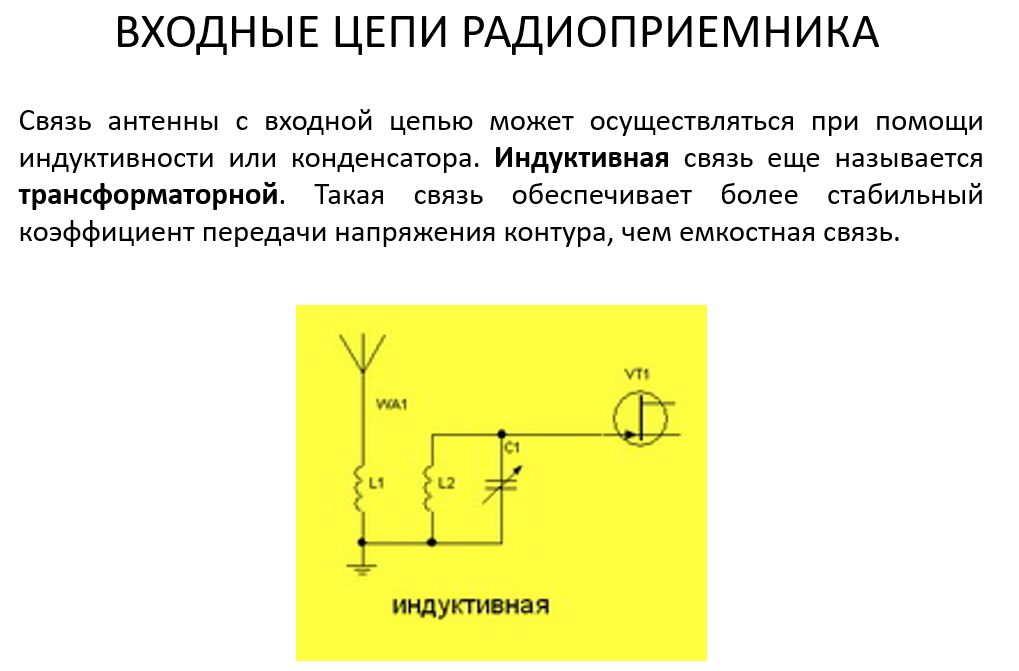 ВХОДНЫЕ ЦЕПИ РАДИОПРИЕМНИКА
Связь антенны с входной цепью может осуществляться при помощи
индуктивности или конденсатора. Индуктивная связь еще называется
трансформаторной. Такая связь обеспечивает более стабильный
коэффициент передачи напряжения контура, чем емкостная связь.
VT1
WA1
C1
L1
L2
индуктивная